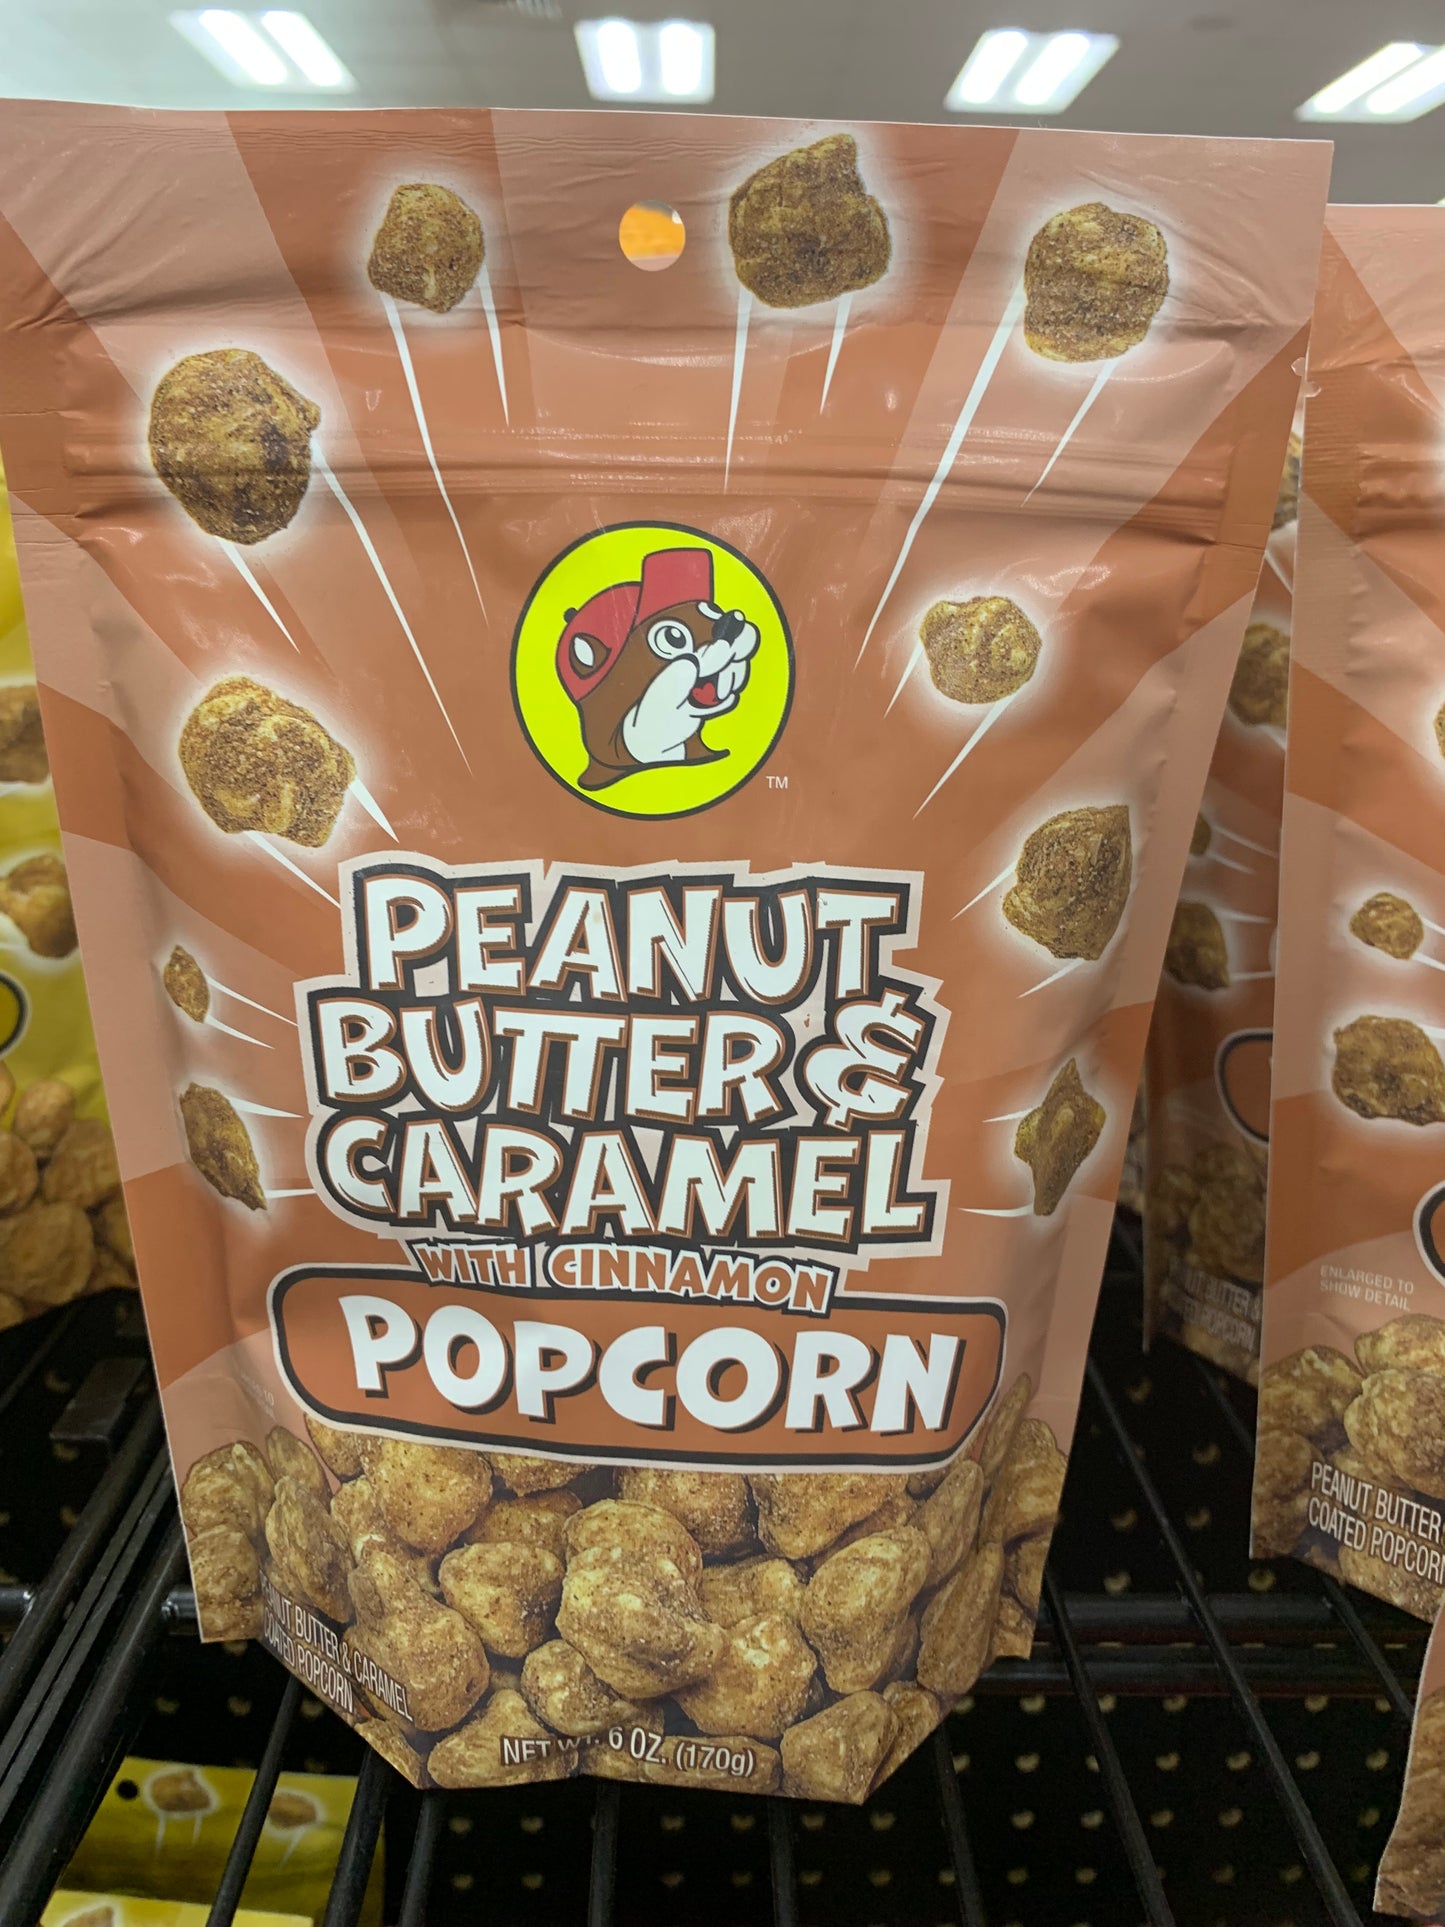 TM
PEANUT
BUTTER &
CARAMEL
WITH CINNAMON
POPCORN
PEANUT BUTTER & CARAMEL
COATED POPCORN
NET WT. 6 OZ. (170g)
ENLARGED TO
SHOW DETAIL
PEANUT BUTTER
COATED POPCORN